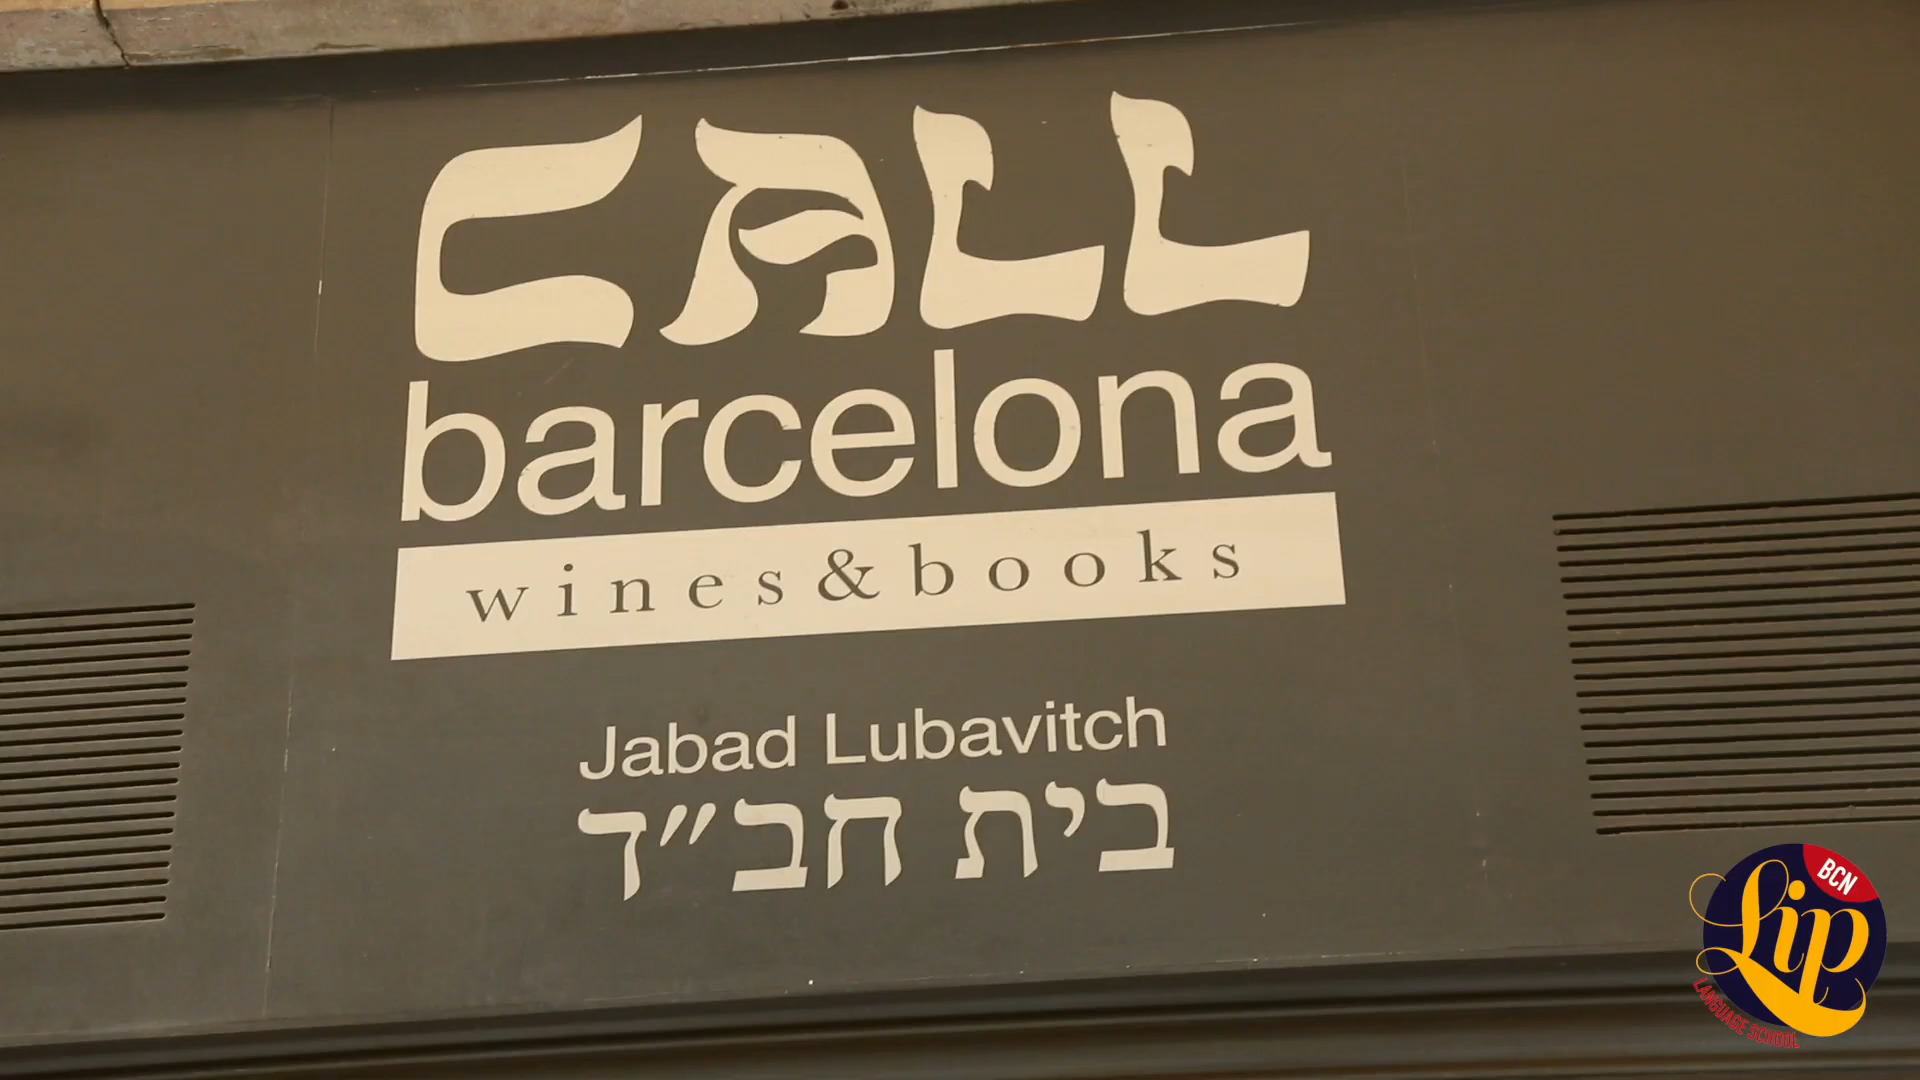 CALL
barcelona
wines&books
Jabad Lubavitch
בית חב״ד
BCN
Lip
LANGUAGE SCHOOL